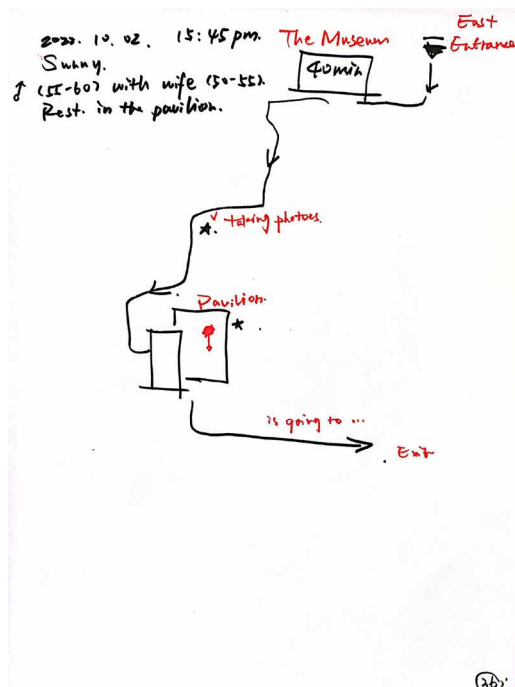 2022. 10. 02. 15:45 pm.
Sunny.
♂ (55-60) with wife (50-55).
Rest. in the pavilion.
The Museum
40min
East
Entrance
taking photoes.
Pavilion.
is going to ...
Exit